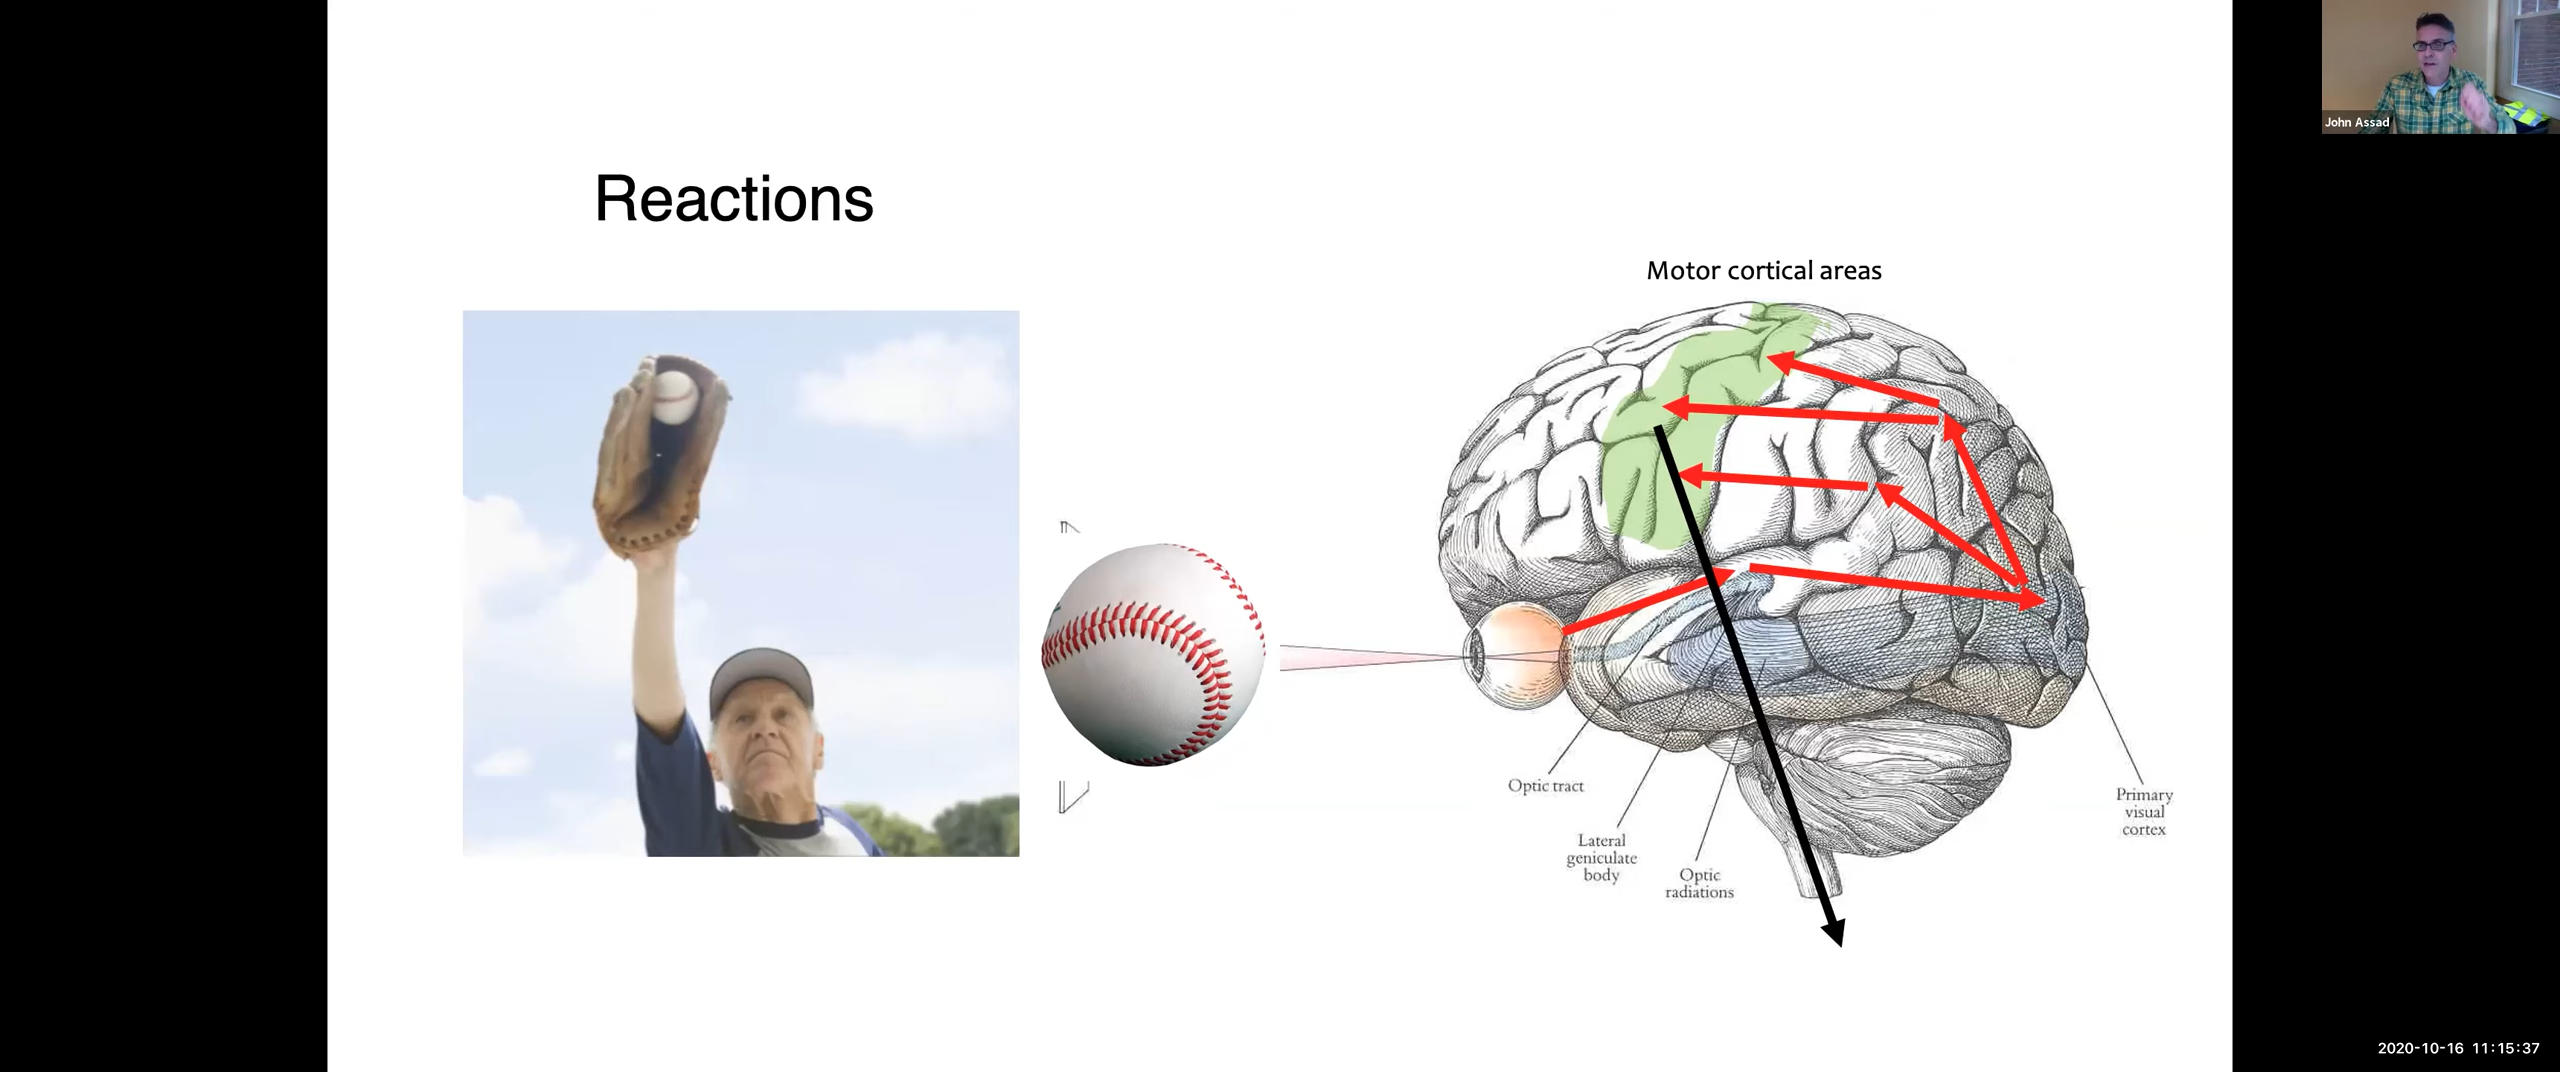 John Assad
Reactions
Motor cortical areas
Optic tract
Lateral
geniculate
body
Optic
radiations
Primary
visual
cortex
2020-10-16 11:15:37